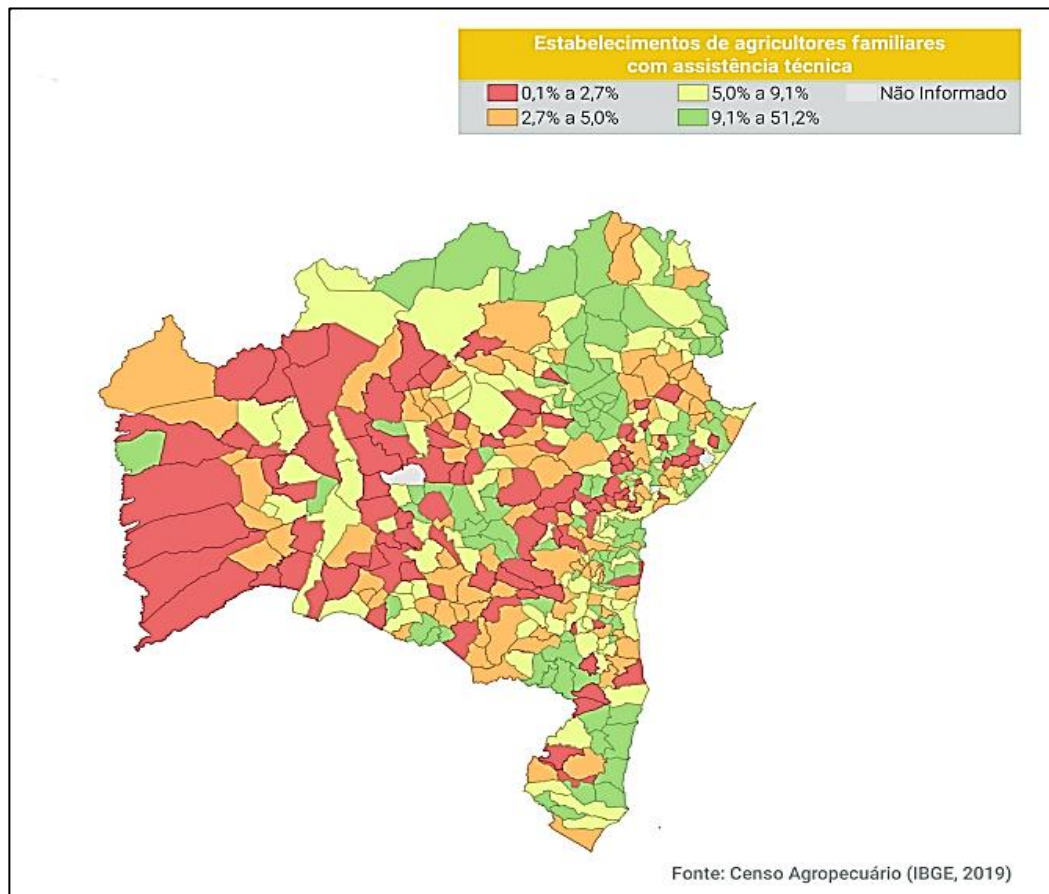 Estabelecimentos de agricultores familiares
com assistência técnica
0,1% a 2,7%
5,0% a 9,1%
Não Informado
2,7% a 5,0%
9,1% a 51,2%
Fonte: Censo Agropecuário (IBGE, 2019)